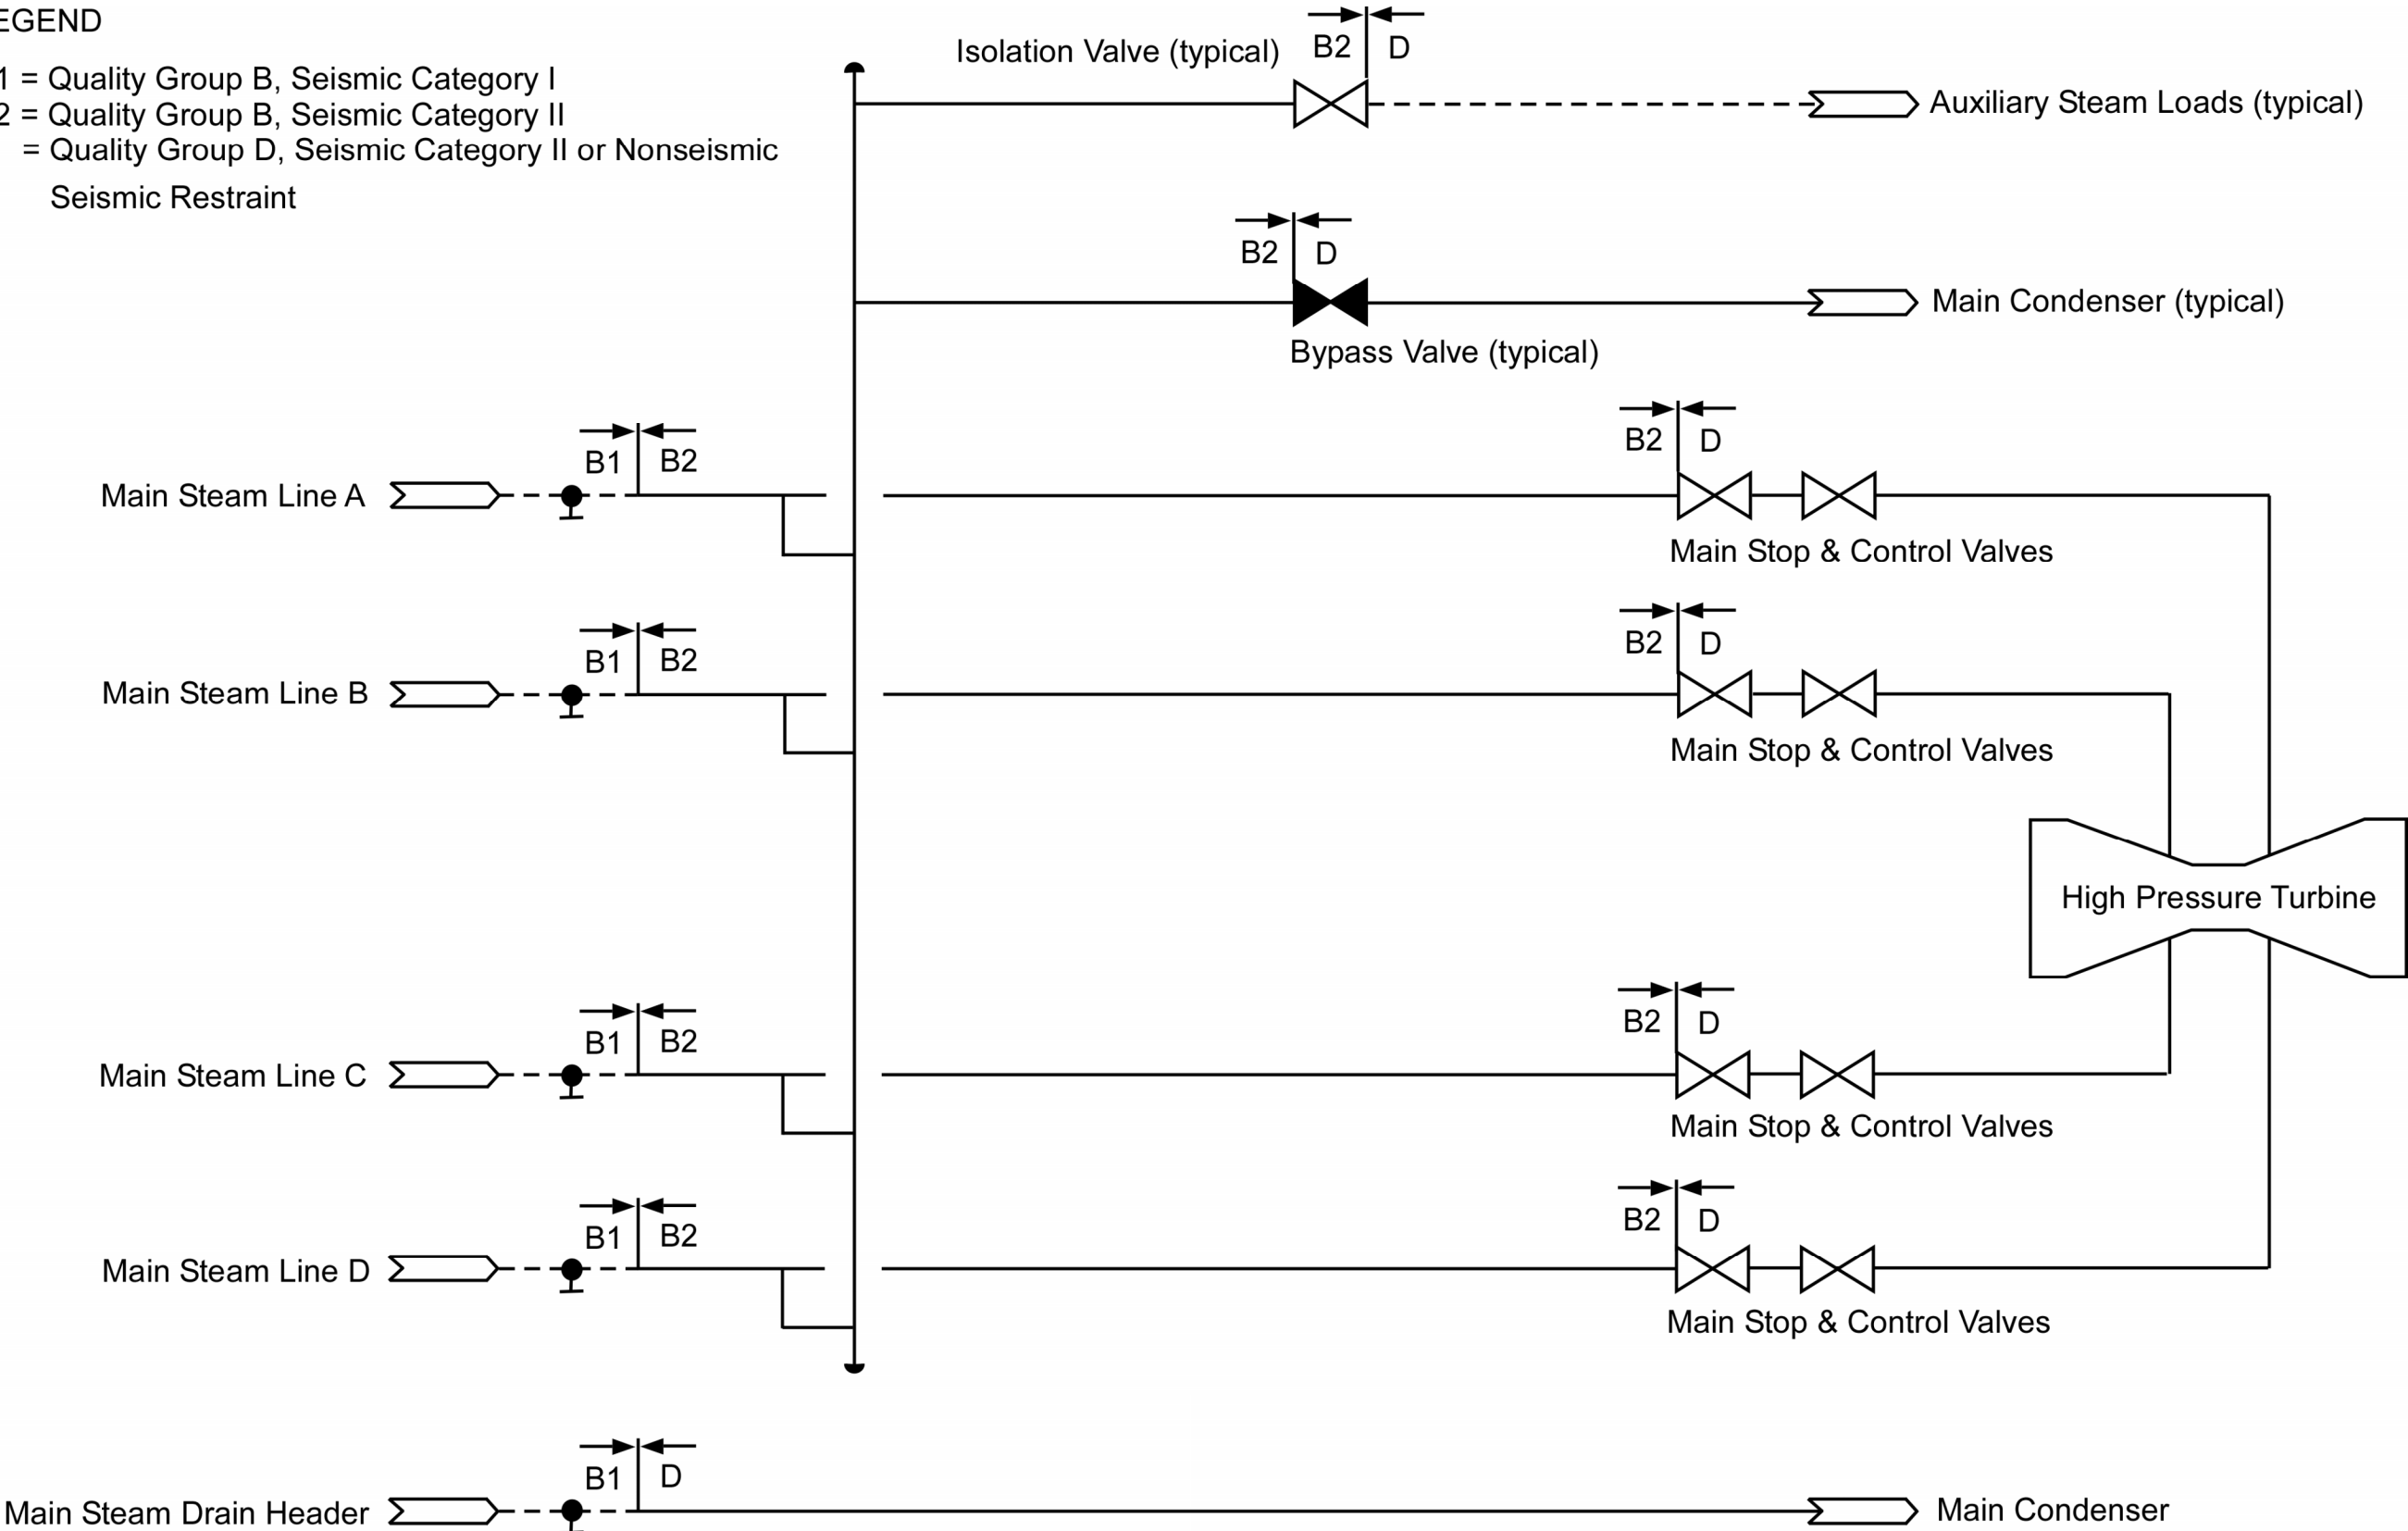 EGEND
1 = Quality Group B, Seismic Category I
2 = Quality Group B, Seismic Category II
= Quality Group D, Seismic Category II or Nonseismic
Seismic Restraint
Isolation Valve (typical)
B2 D
Auxiliary Steam Loads (typical)
B2 D
Main Condenser (typical)
Bypass Valve (typical)
B1 B2
B2 D
Main Steam Line A
Main Stop & Control Valves
B1 B2
B2 D
Main Steam Line B
Main Stop & Control Valves
High Pressure Turbine
B1 B2
B2 D
Main Steam Line C
Main Stop & Control Valves
B1 B2
B2 D
Main Steam Line D
Main Stop & Control Valves
B1 D
Main Steam Drain Header
Main Condenser